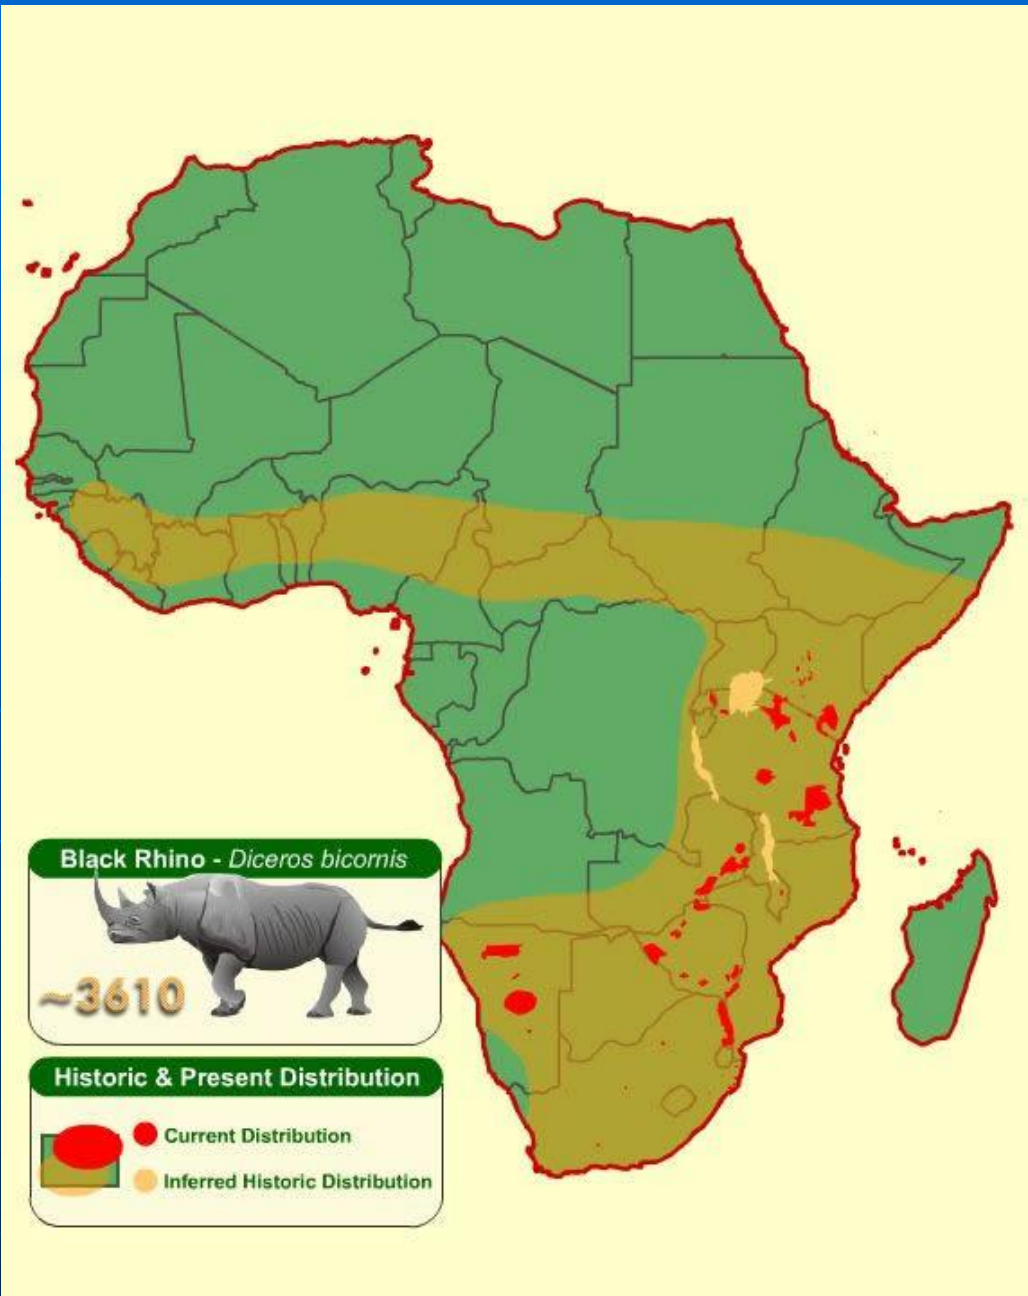 Black Rhino - Diceros bicornis
~3610
Historic & Present Distribution
Current Distribution
Inferred Historic Distribution